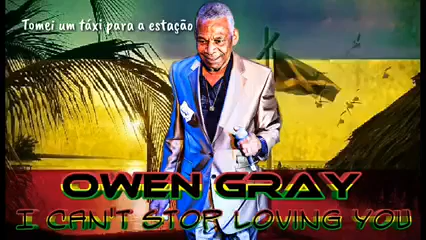 Tomei um táxi para a estação
OWEN GRAY
I CAN'T STOP LOVING YOU